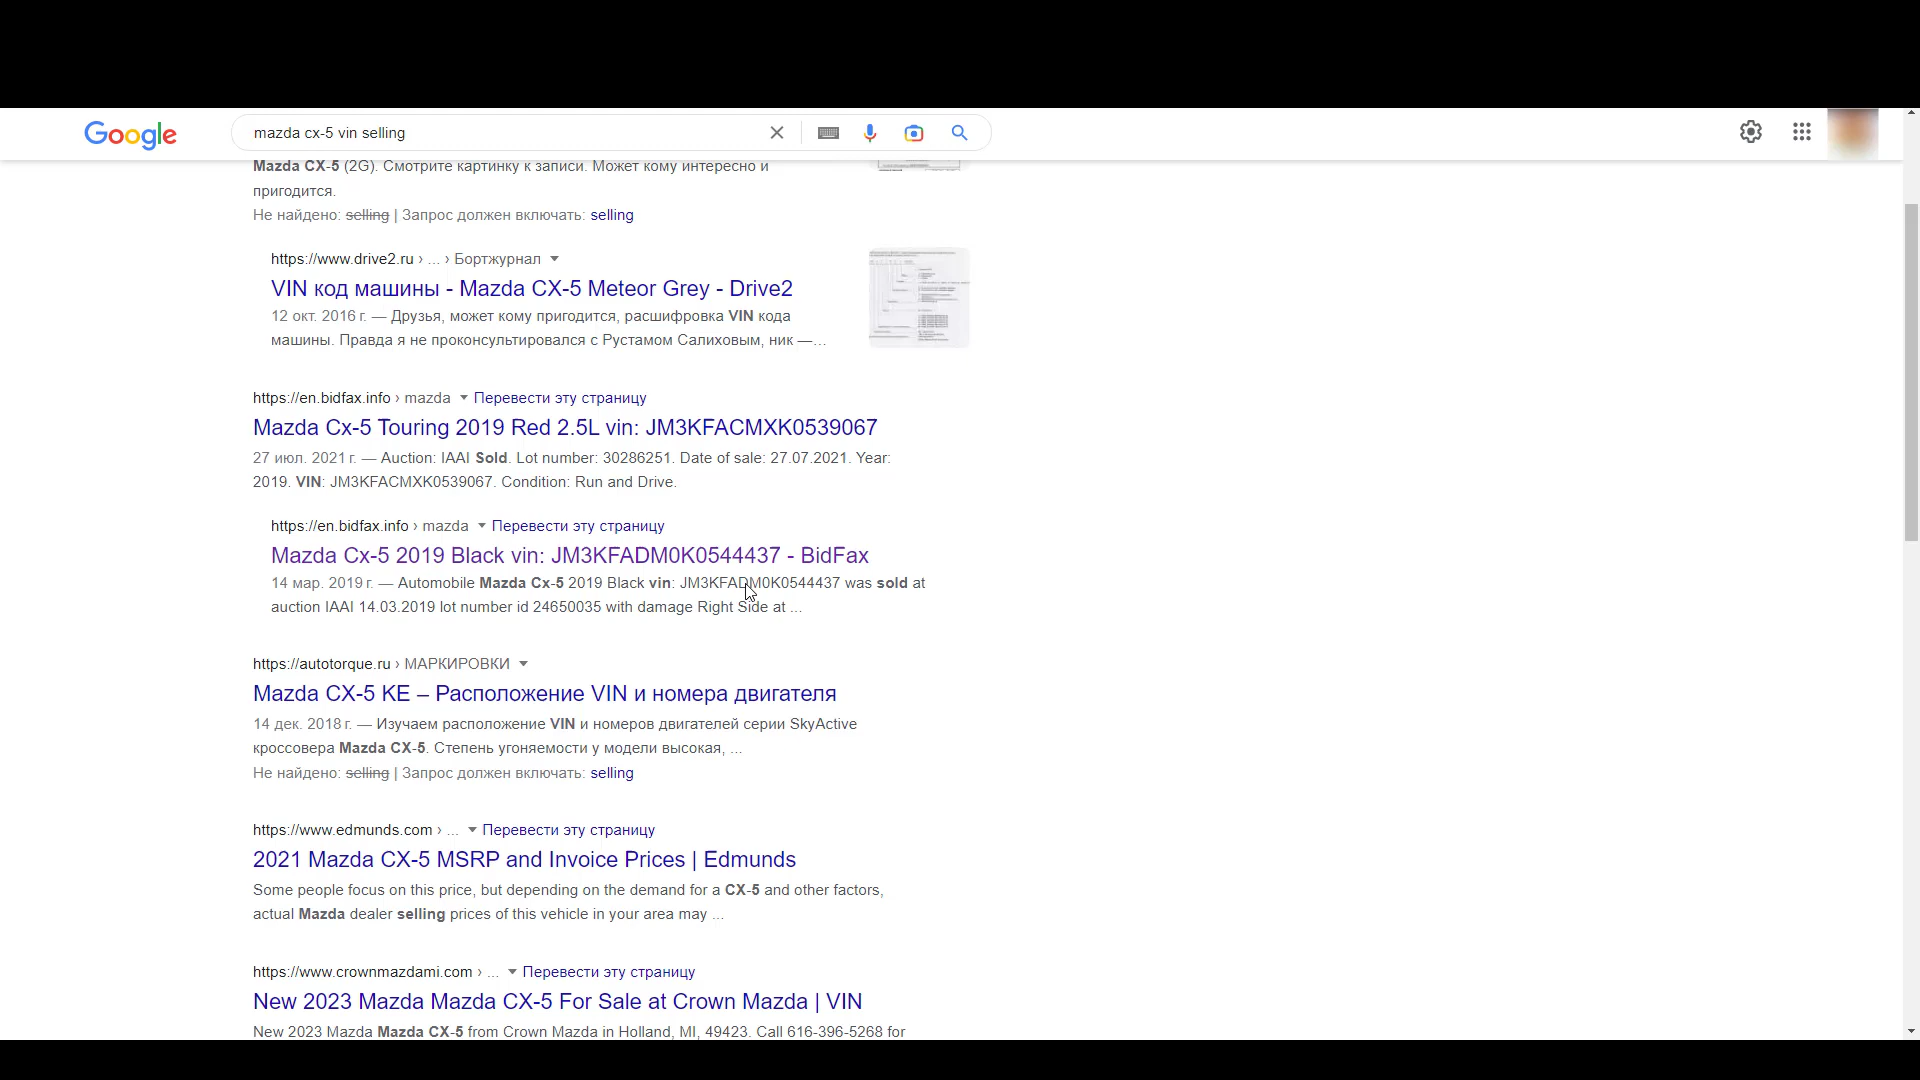 Google
mazda cx-5 vin selling
Mazda CX-5 (2G). Смотрите картинку к записи. Может кому интересно и
пригодится.
Не найдено: selling | Запрос должен включать: selling
https://www.drive2.ru › ... › Бортжурнал
VIN код машины - Mazda CX-5 Meteor Grey - Drive2
12 окт. 2016 г. — Друзья, может кому пригодится, расшифровка VIN кода
машины. Правда я не проконсультировался с Рустамом Салиховым, ник —...
https://en.bidfax.info › mazda Перевести эту страницу
Mazda Cx-5 Touring 2019 Red 2.5L vin: JM3KFACMXK0539067
27 июл. 2021 г. — Auction: IAAI Sold. Lot number: 30286251. Date of sale: 27.07.2021. Year:
2019. VIN: JM3KFACMXK0539067. Condition: Run and Drive.
https://en.bidfax.info › mazda Перевести эту страницу
Mazda Cx-5 2019 Black vin: JM3KFADM0K0544437 - BidFax
14 мар. 2019 г. — Automobile Mazda Cx-5 2019 Black vin: JM3KFADM0K0544437 was sold at
auction IAAI 14.03.2019 lot number id 24650035 with damage Right Side at ...
https://autotorque.ru › МАРКИРОВКИ
Mazda CX-5 KE – Расположение VIN и номера двигателя
14 дек. 2018 г. — Изучаем расположение VIN и номеров двигателей серии SkyActive
кроссовера Mazda CX-5. Степень угоняемости у модели высокая, ...
Не найдено: selling | Запрос должен включать: selling
https://www.edmunds.com › ... Перевести эту страницу
2021 Mazda CX-5 MSRP and Invoice Prices | Edmunds
Some people focus on this price, but depending on the demand for a CX-5 and other factors,
actual Mazda dealer selling prices of this vehicle in your area may ...
https://www.crownmazdami.com › ... Перевести эту страницу
New 2023 Mazda Mazda CX-5 For Sale at Crown Mazda | VIN
New 2023 Mazda Mazda CX-5 from Crown Mazda in Holland, MI, 49423. Call 616-396-5268 for